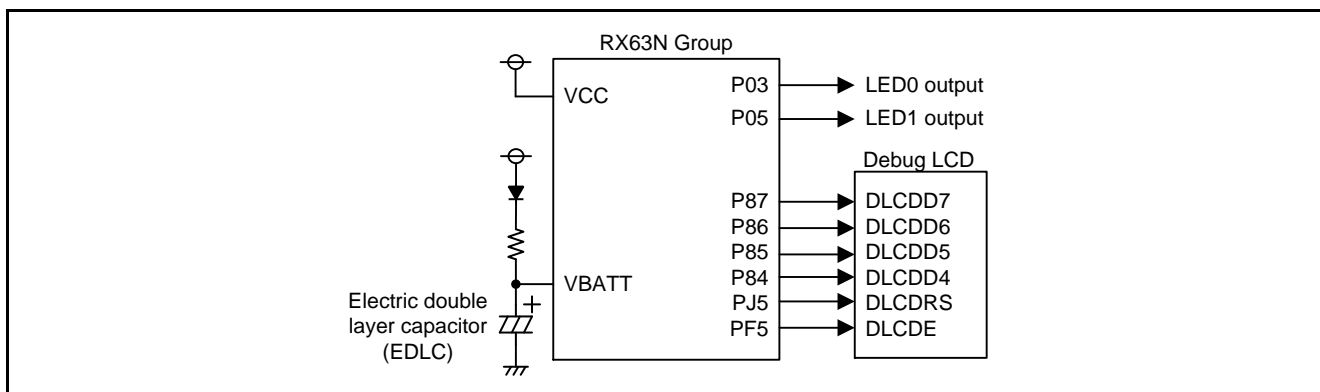 RX63N Group
VCC
P03
LED0 output
P05
LED1 output
Debug LCD
P87
DLCDD7
P86
DLCDD6
P85
DLCDD5
P84
DLCDD4
PJ5
DLCDRS
PF5
DLCDE
VBATT
+
Electric double
layer capacitor
(EDLC)